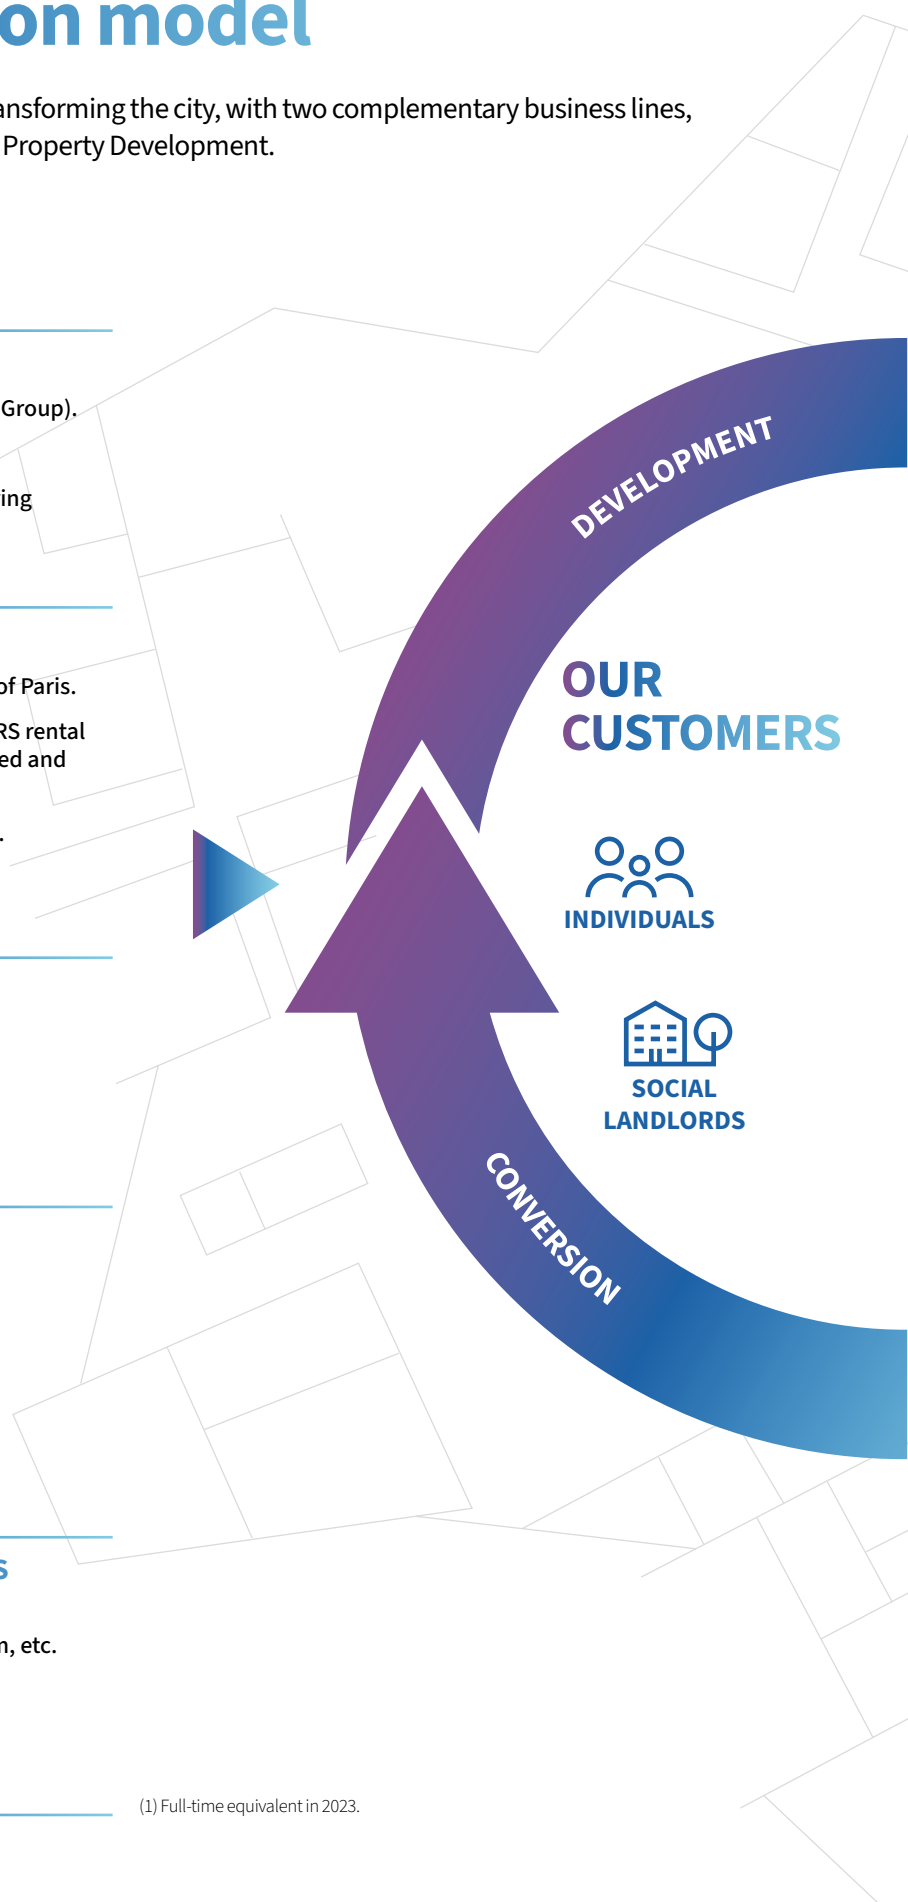 on model
ansforming the city, with two complementary business lines,
Property Development.
Group).
ing
of Paris.
RS rental
ed and
.
s
n, etc.
DEVELOPMENT
OUR
CUSTOMERS
INDIVIDUALS
SOCIAL
LANDLORDS
CONVERSION
(1) Full-time equivalent in 2023.